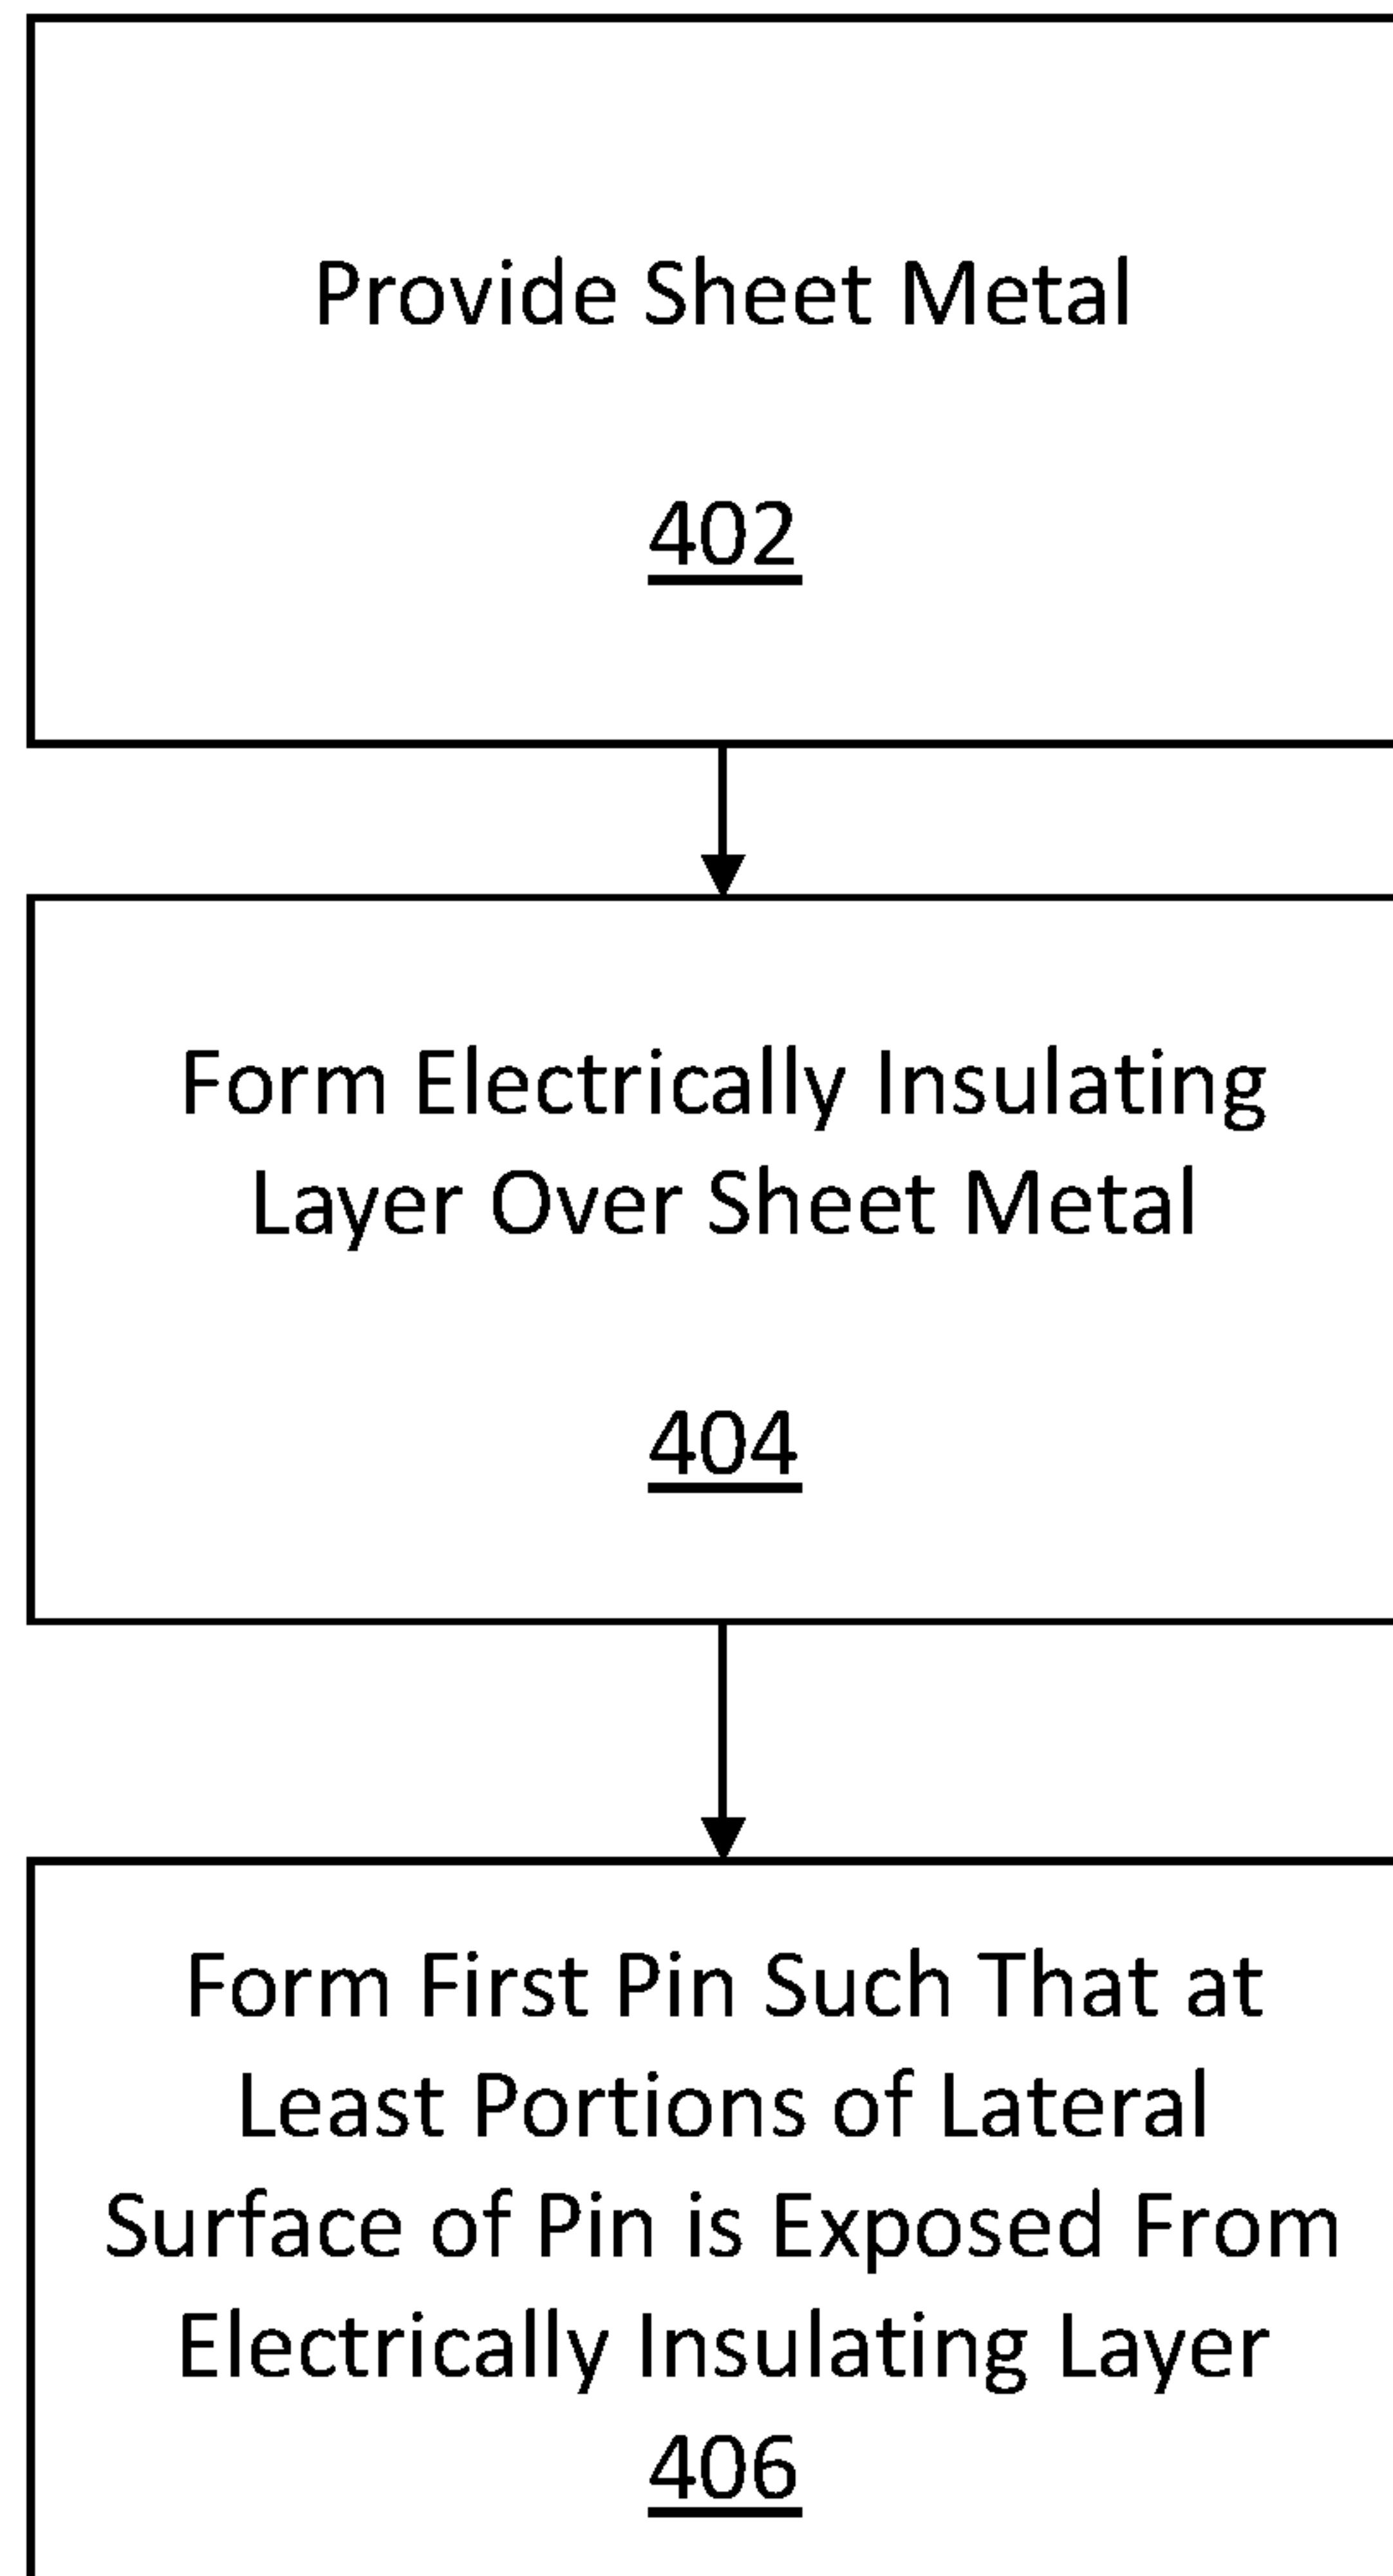 Provide Sheet Metal
402
Form Electrically Insulating
Layer Over Sheet Metal
404
Form First Pin Such That at
Least Portions of Lateral
Surface of Pin is Exposed From
Electrically Insulating Layer
406